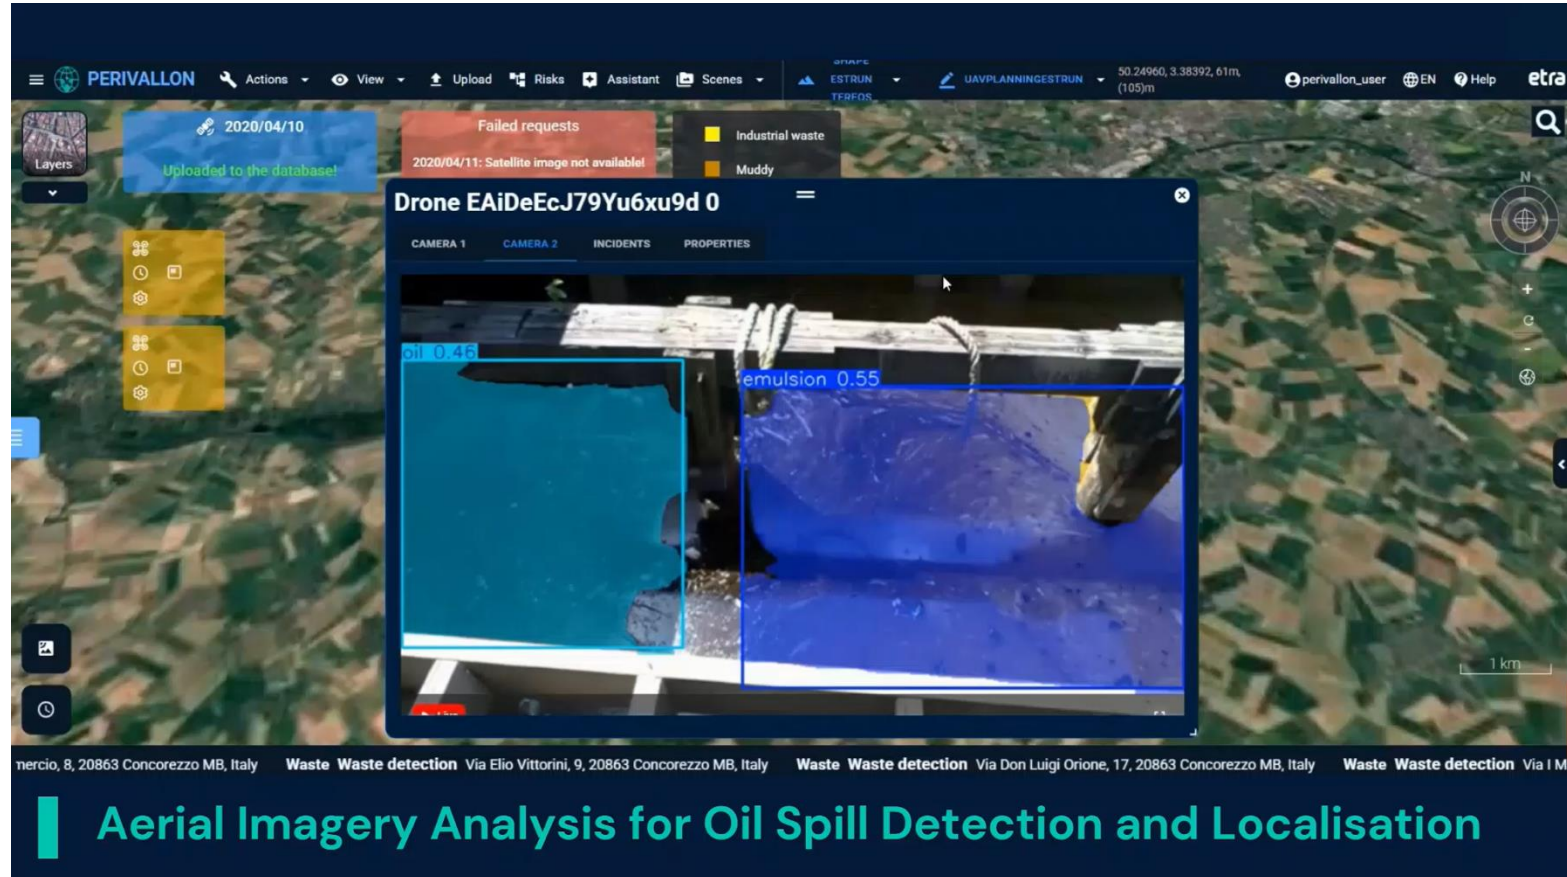 PERIVALLON Actions View Upload Risks Assistant Scenes
SHAPE
ESTRUN
TERFOS
UAVPLANNINGESTRUN
50.24960, 3.38392, 61m,
(105)m
perivallon_user EN Help etra
Layers
2020/04/10
Uploaded to the database!
Failed requests
2020/04/11: Satellite image not available!
Industrial waste
Muddy
N
Drone EAiDeEcJ79Yu6xu9d 0
CAMERA 1 CAMERA 2 INCIDENTS PROPERTIES
oil 0.46
emulsion 0.55
Live
1 km
mercio, 8, 20863 Concorezzo MB, Italy Waste Waste detection Via Elio Vittorini, 9, 20863 Concorezzo MB, Italy Waste Waste detection Via Don Luigi Orione, 17, 20863 Concorezzo MB, Italy Waste Waste detection Via I M
Aerial Imagery Analysis for Oil Spill Detection and Localisation